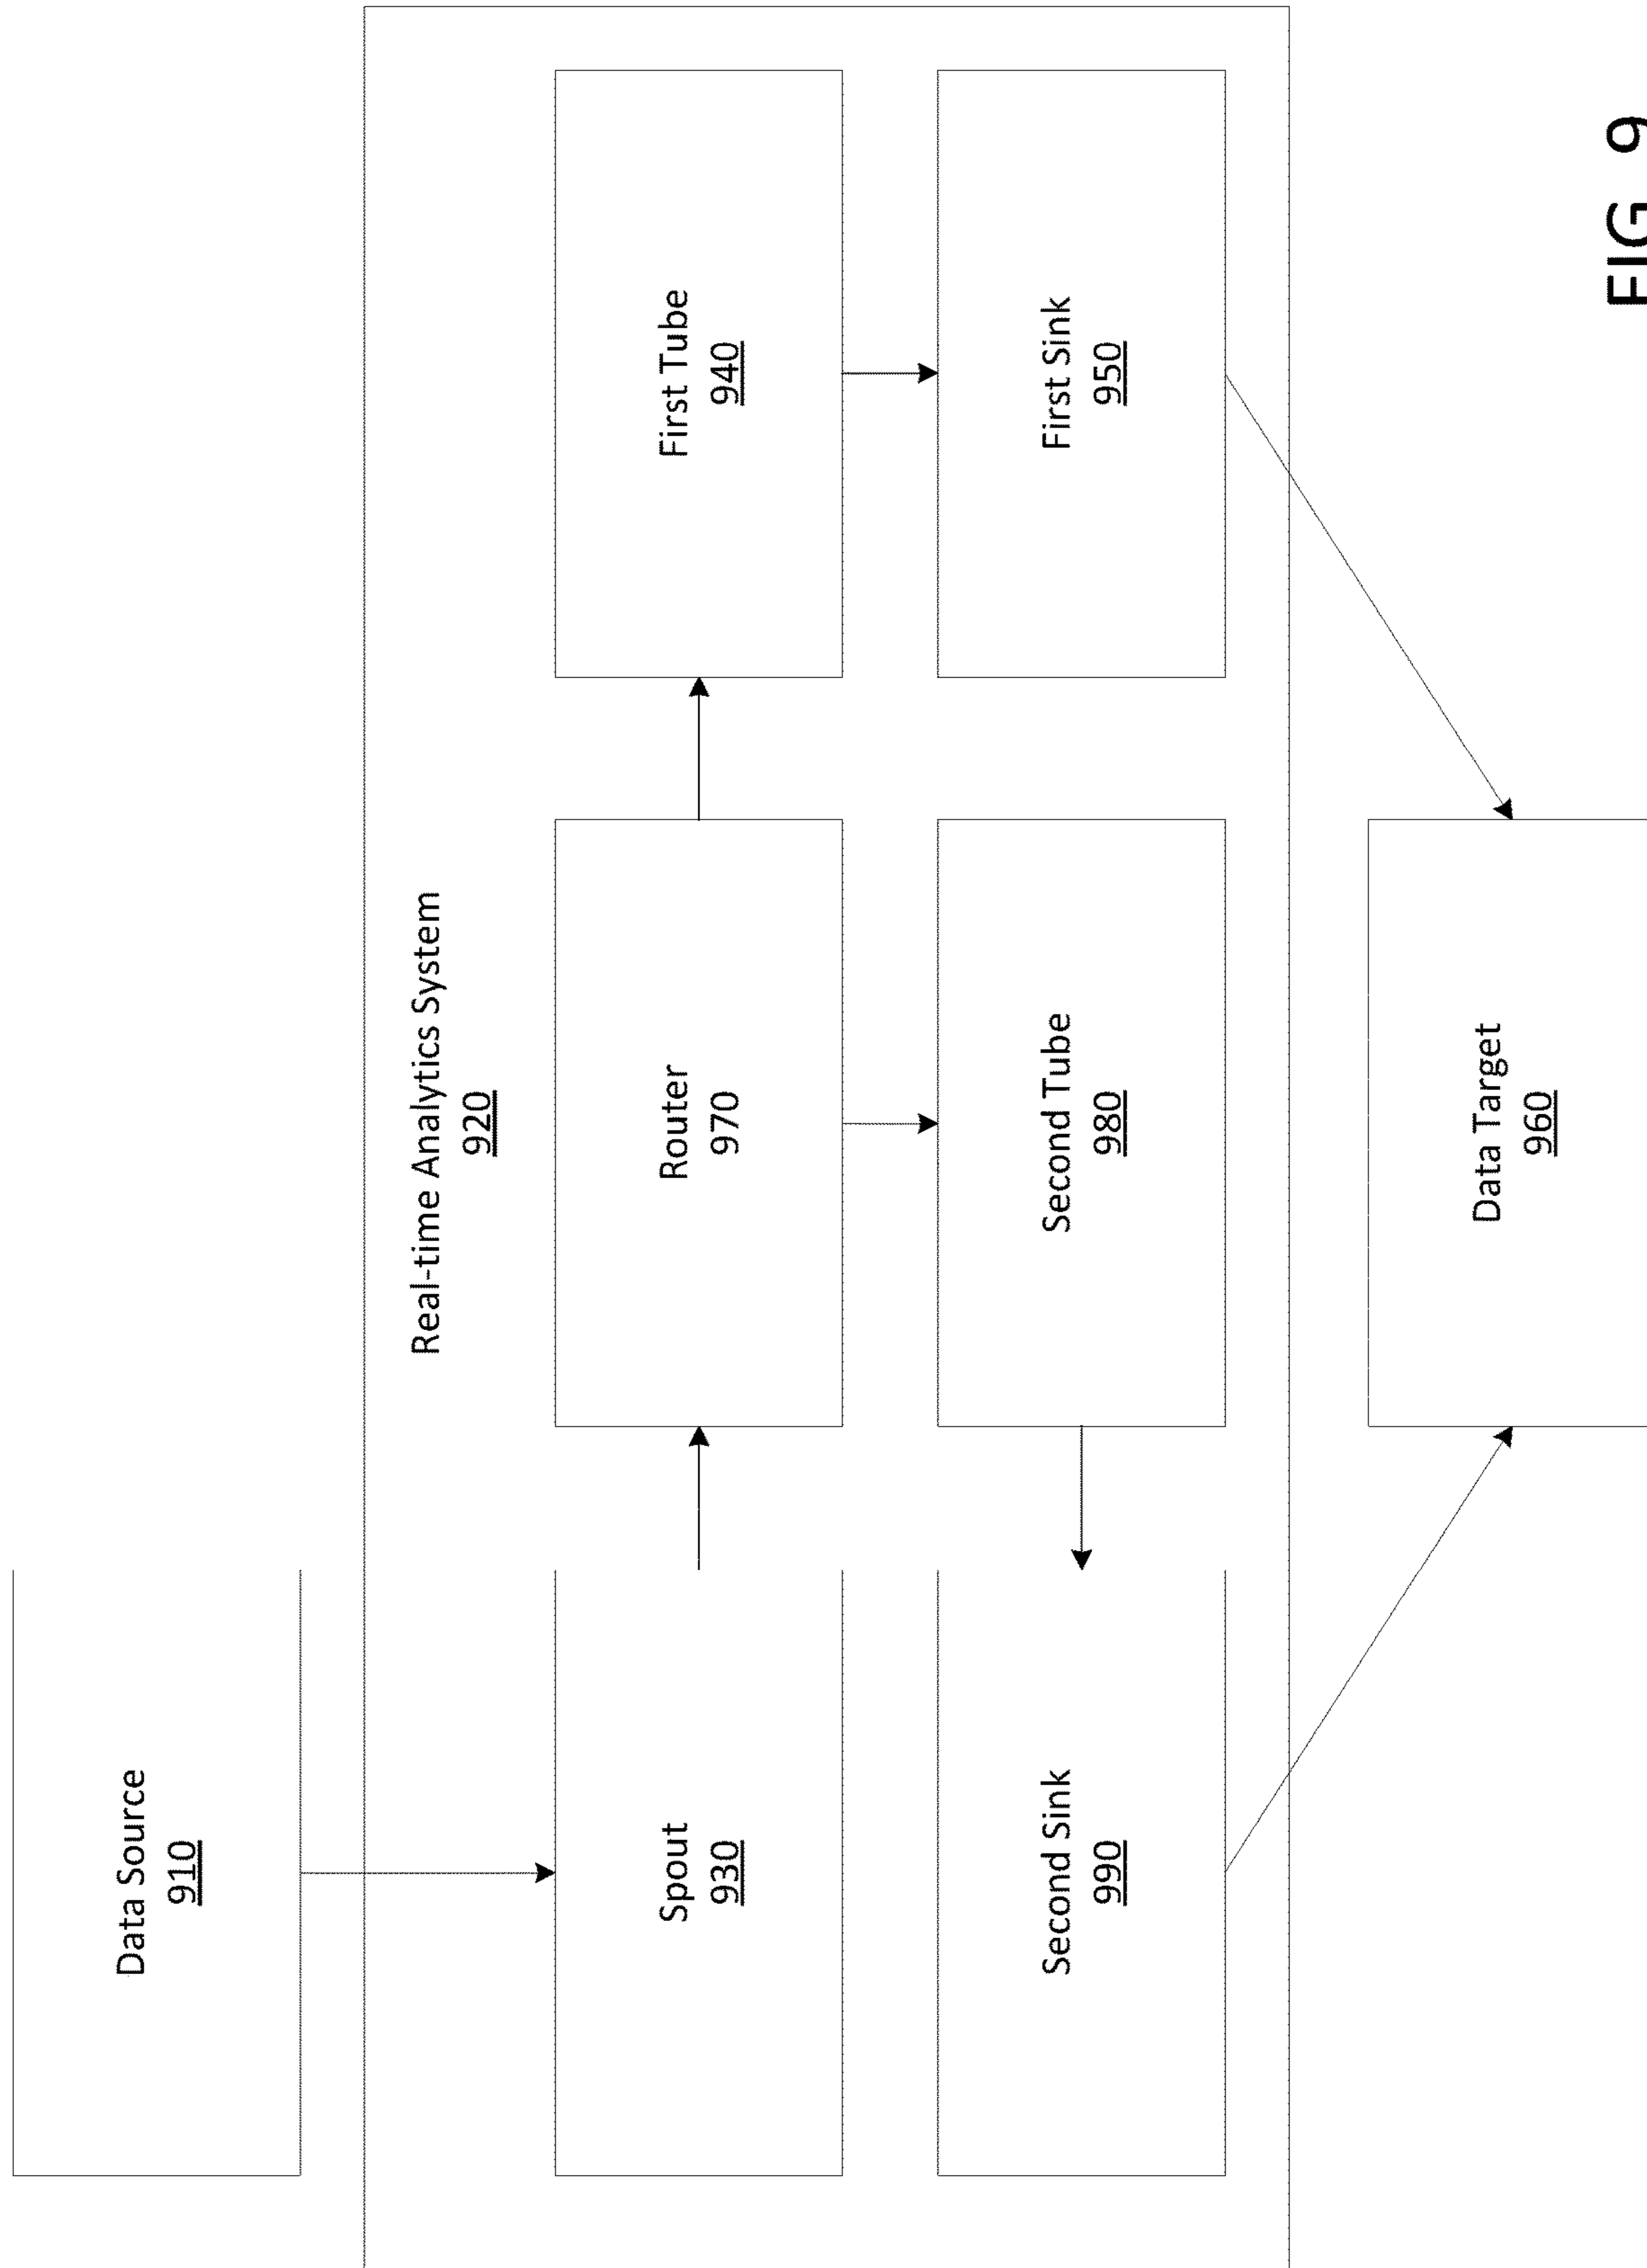 Data Source
910
Real-time Analytics System
920
Spout
930
Router
970
First Tube
940
Second Sink
990
Second Tube
980
First Sink
950
Data Target
960
FIG. 9